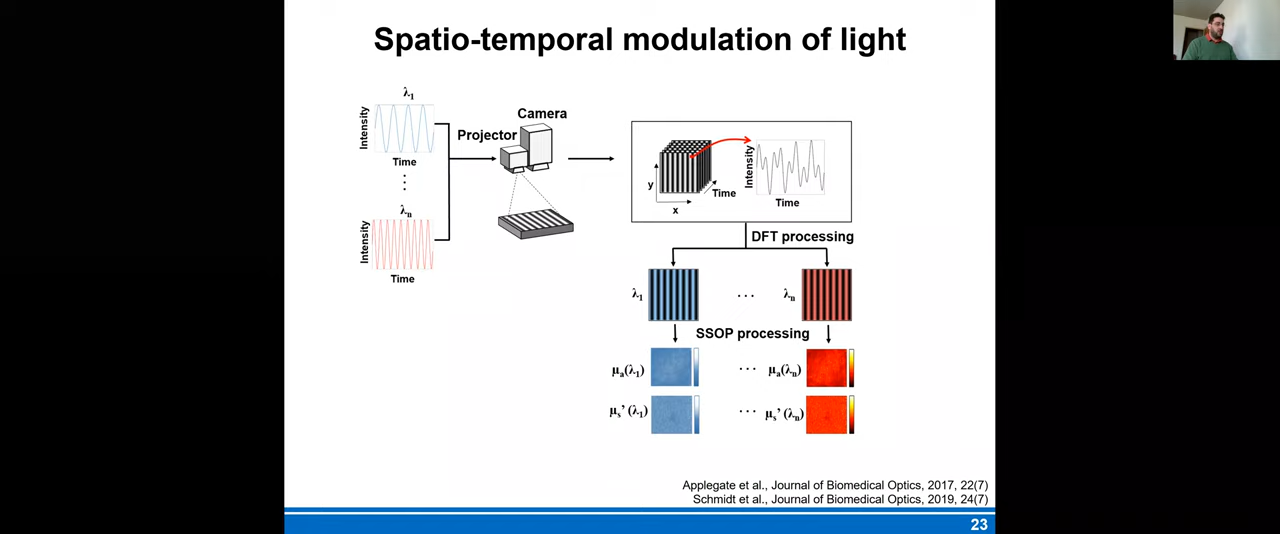 Spatio-temporal modulation of light
λ1
Intensity
Time
λn
Intensity
Time
Projector
Camera
y
x
Time
Intensity
Time
DFT processing
λ1
λn
SSOP processing
μa(λ1)
μa(λn)
μs’(λ1)
μs’(λn)
Applegate et al., Journal of Biomedical Optics, 2017, 22(7)
Schmidt et al., Journal of Biomedical Optics, 2019, 24(7)
23